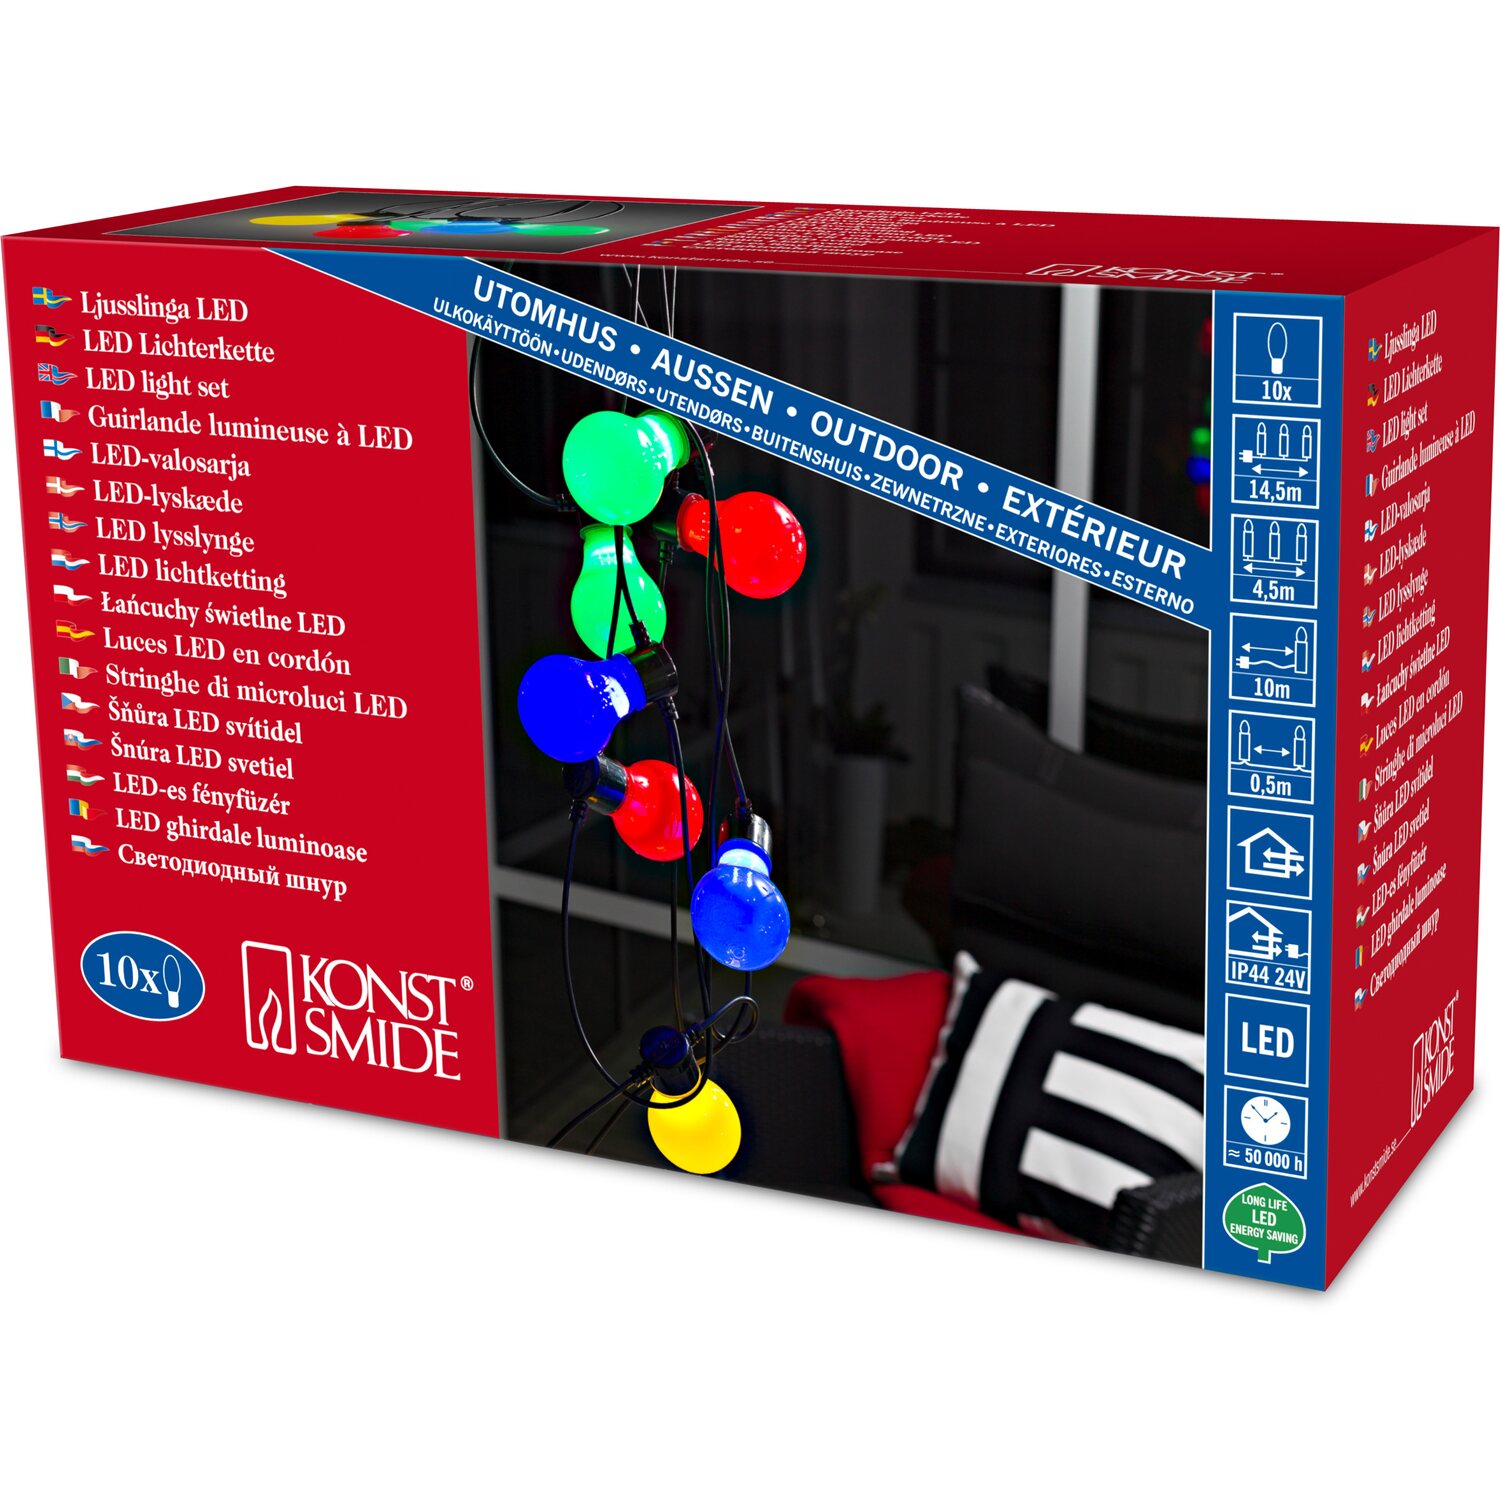 Ljusslinga LED
LED Lichterkette
LED light set
Guirlande lumineuse à LED
LED-valosarja
LED-lyskæde
LED lysslynge
LED lichtketting
Łańcuchy świetlne LED
Luces LED en cordón
Stringhe di microluci LED
Šňůra LED svítidel
Šnúra LED svetiel
LED-es fényfüzér
LED ghirdale luminoase
Светодиодный шнур
10x
KONST®
SMIDE
UTOMHUS • AUSSEN • OUTDOOR • EXTÉRIEUR
ULKOKÄYTTÖÖN•UDENDØRS•UTENDØRS•BUITENSHUIS•ZEWNETRZNE•EXTERIORES•ESTERNO
10x
14,5m
4,5m
10m
0,5m
IP44 24V
LED
≈ 50 000 h
LONG LIFE
LED
ENERGY SAVING
www.konstsmide.se
KONST®
SMIDE
Ljusslinga LED
LED Lichterkette
LED light set
Guirlande lumineuse à LED
LED-valosarja
LED-lyskæde
LED lysslynge
LED lichtketting
Łańcuchy świetlne LED
Luces LED en cordón
Stringhe di microluci LED
Šňůra LED svítidel
Šnúra LED svetiel
LED-es fényfüzér
LED ghirdale luminoase
Светодиодный шнур
KONST®
SMIDE
www.konstsmide.se